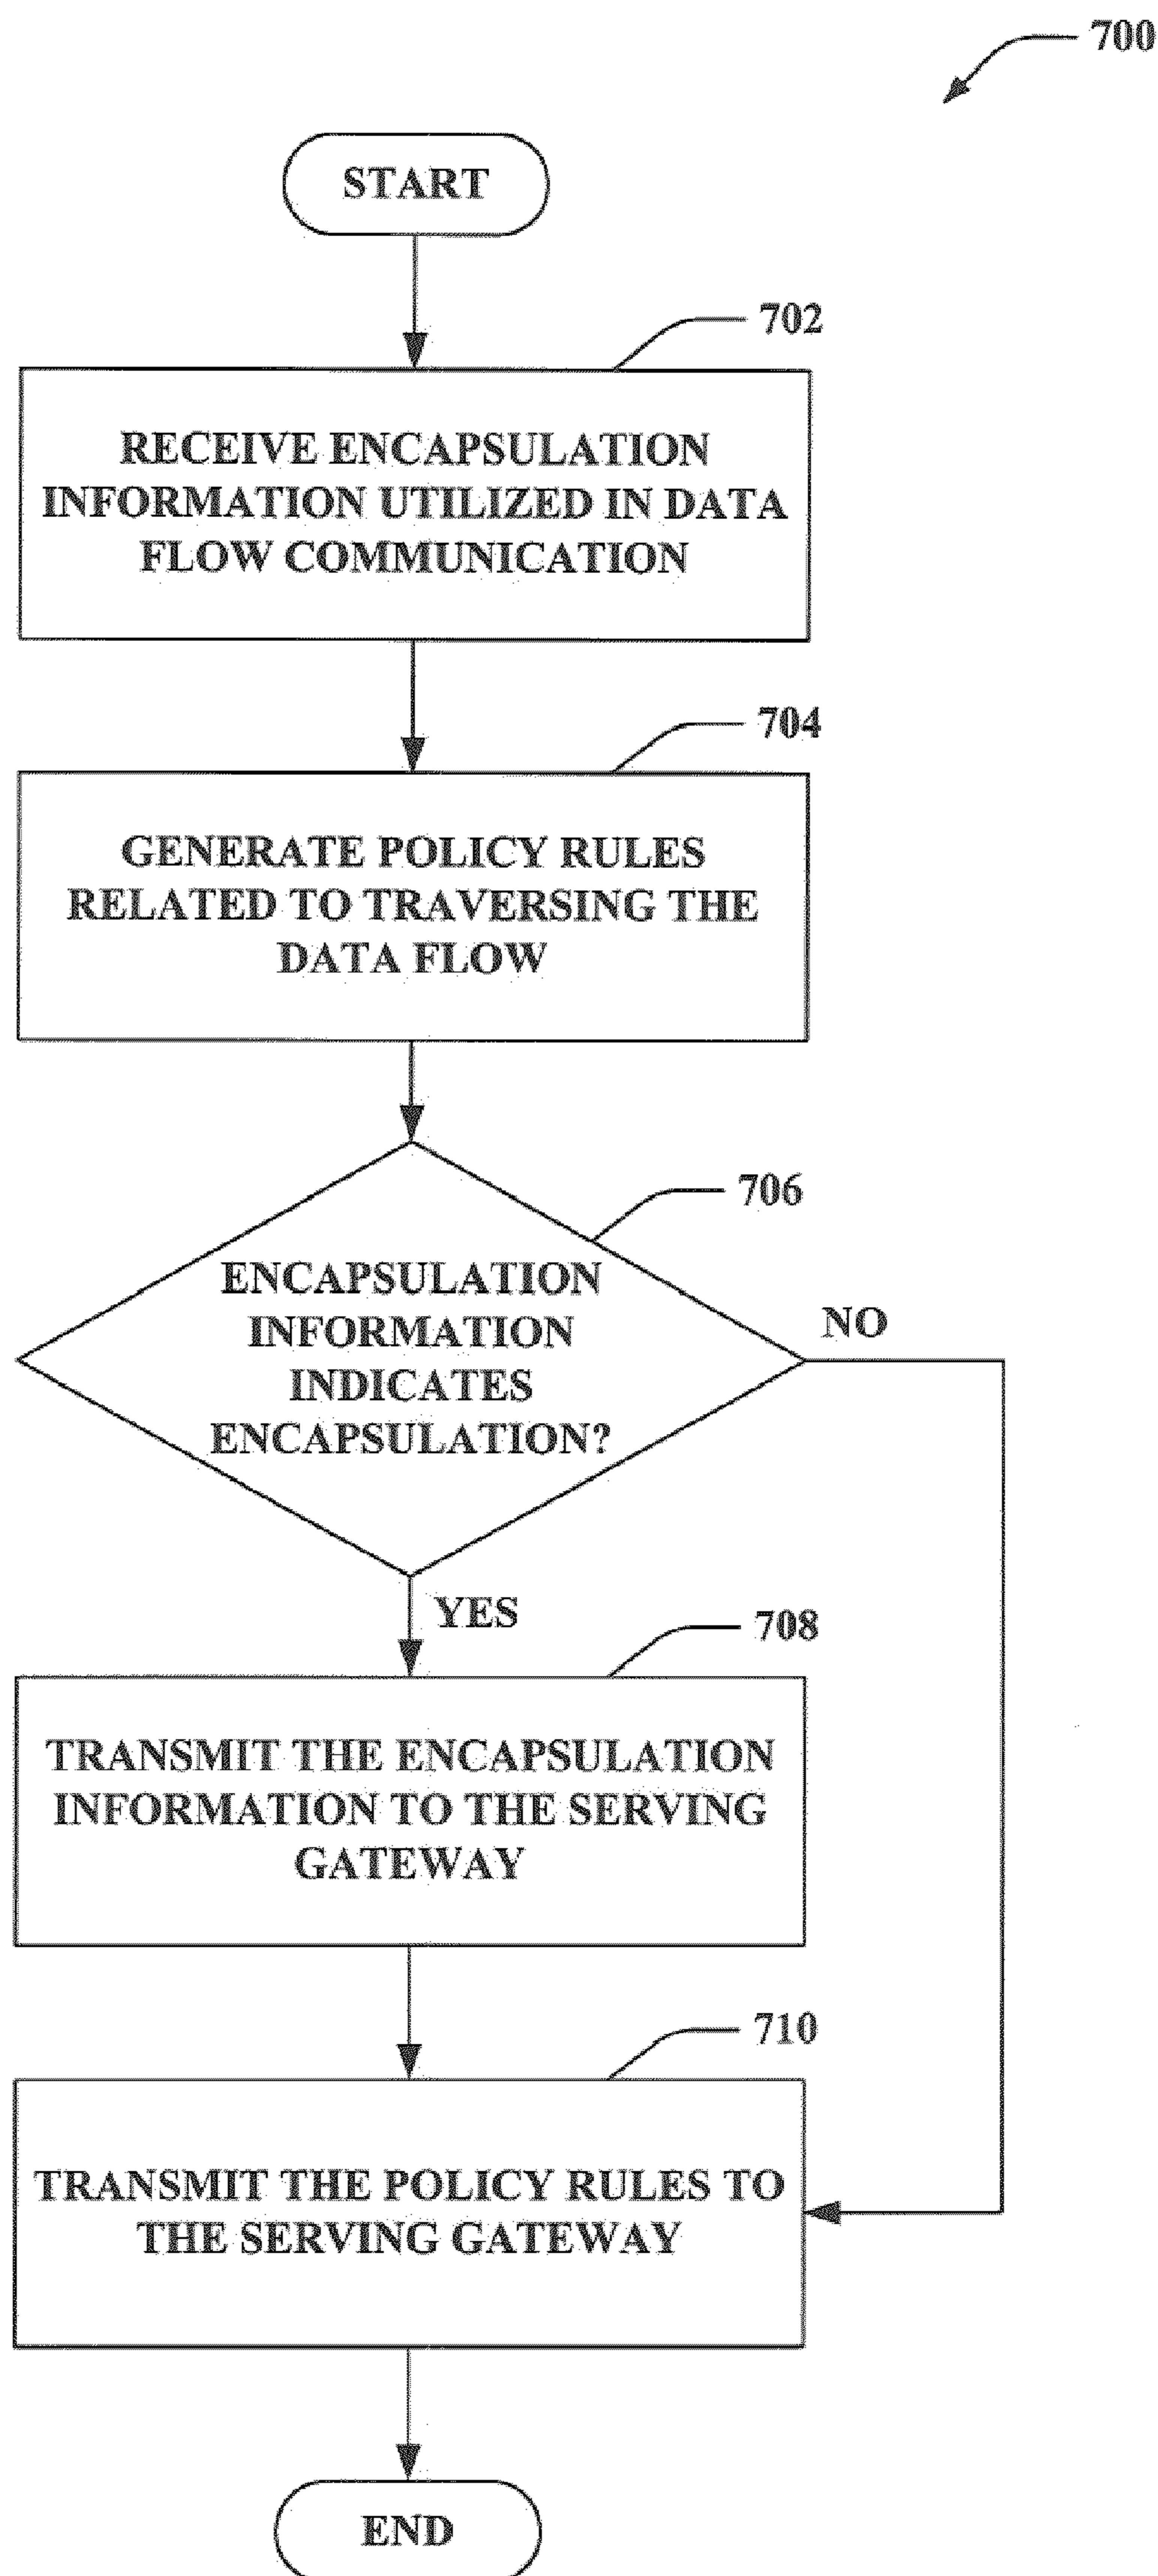 700
START
702
RECEIVE ENCAPSULATION
INFORMATION UTILIZED IN DATA
FLOW COMMUNICATION
704
GENERATE POLICY RULES
RELATED TO TRAVERSING THE
DATA FLOW
706
ENCAPSULATION
INFORMATION
INDICATES
ENCAPSULATION?
NO
YES
708
TRANSMIT THE ENCAPSULATION
INFORMATION TO THE SERVING
GATEWAY
710
TRANSMIT THE POLICY RULES TO
THE SERVING GATEWAY
END